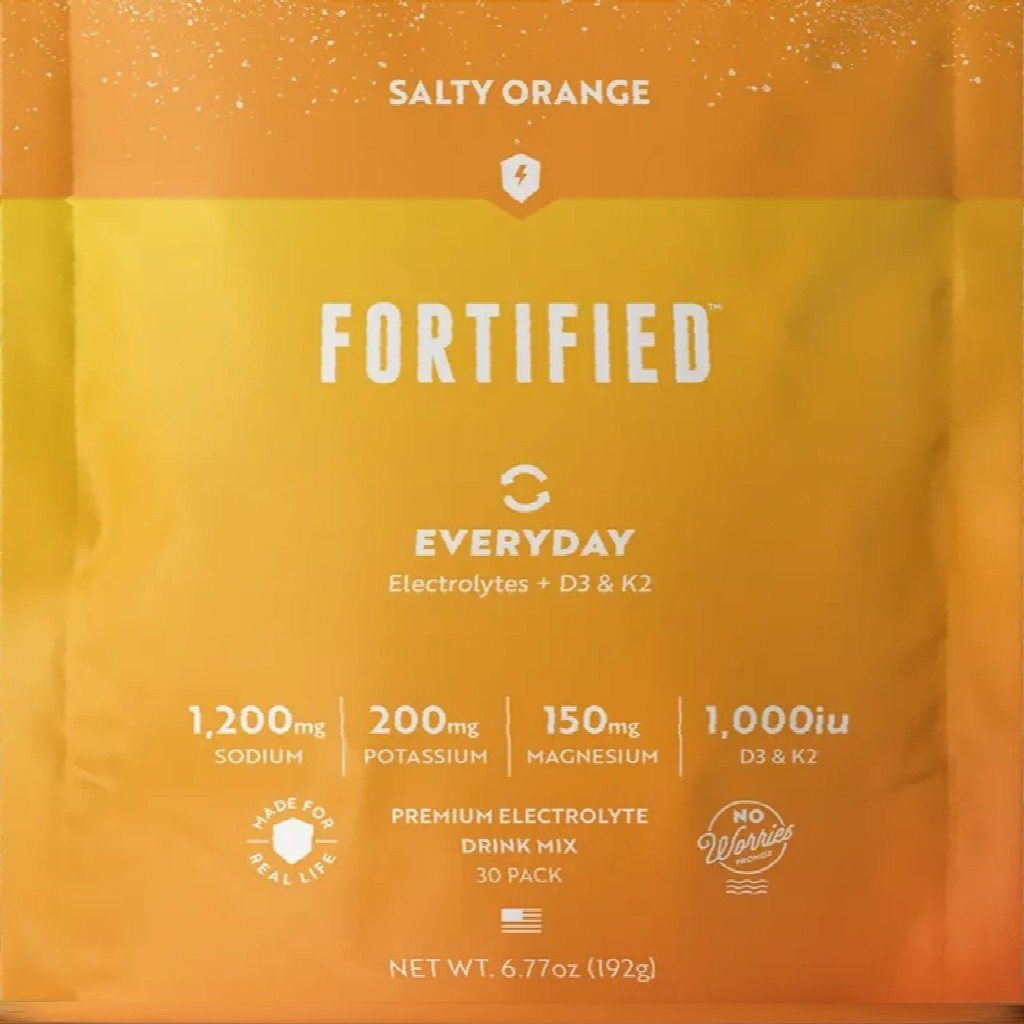 SALTY ORANGE
FORTIFIED™
EVERYDAY
Electrolytes + D3 & K2
1,200mg
SODIUM
200mg
POTASSIUM
150mg
MAGNESIUM
1,000iu
D3 & K2
MADE FOR
REAL LIFE
PREMIUM ELECTROLYTE
DRINK MIX
30 PACK
NO
Worries
PROMISE
NET WT. 6.77oz (192g)